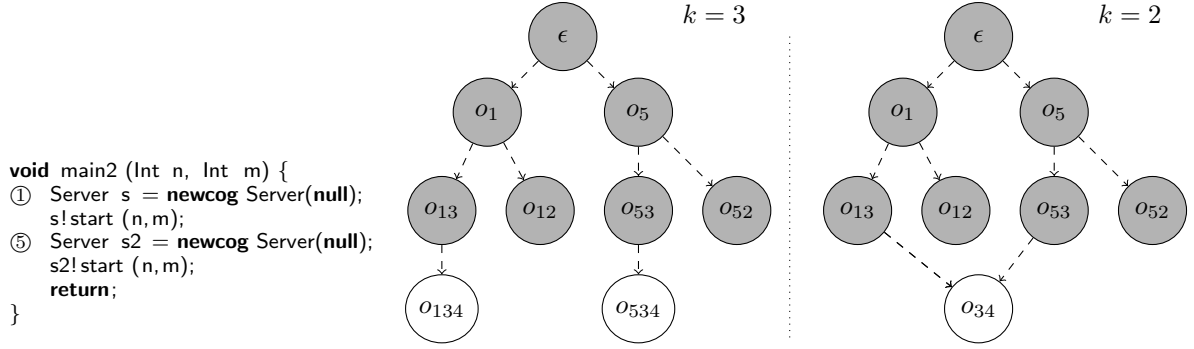 void main2 (Int n, Int m) {
① Server s = newcog Server(null);
s!start (n,m);
⑤ Server s2 = newcog Server(null);
s2!start (n,m);
return;
}
k = 3
ϵ
o₁ o₅
o₁₃ o₁₂ o₅₃ o₅₂
o₁₃₄ o₅₃₄
k = 2
ϵ
o₁ o₅
o₁₃ o₁₂ o₅₃ o₅₂
o₃₄